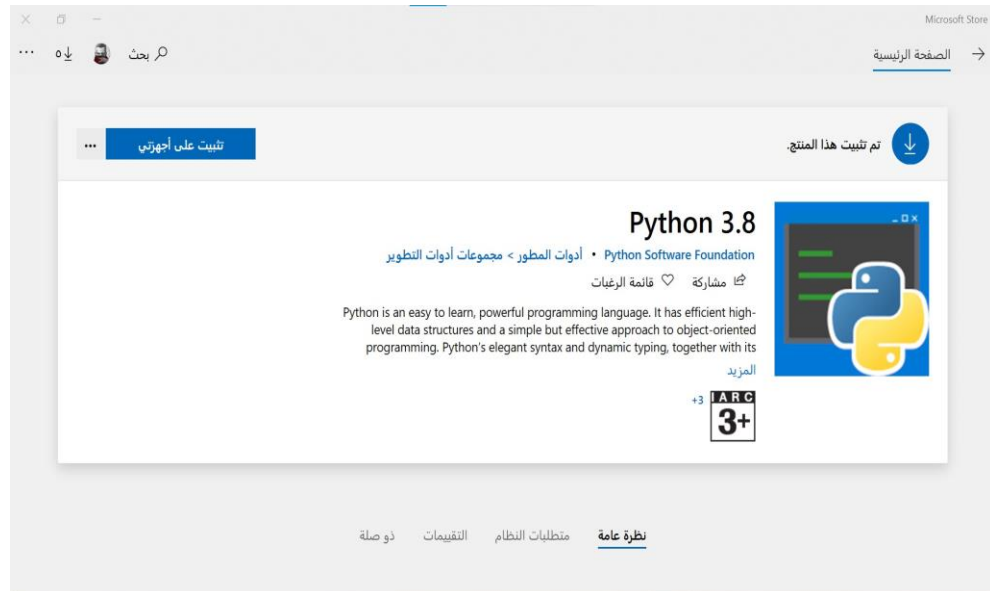 Microsoft Store
الصفحة الرئيسية
بحث
٥
تم تثبيت هذا المنتج.
تثبيت على أجهزتي
Python 3.8
Python Software Foundation • أدوات المطور > مجموعات أدوات التطوير
مشاركة قائمة الرغبات
Python is an easy to learn, powerful programming language. It has efficient high-
level data structures and a simple but effective approach to object-oriented
programming. Python's elegant syntax and dynamic typing, together with its
المزيد
IARC
3+
+3
نظرة عامة متطلبات النظام التقييمات ذو صلة